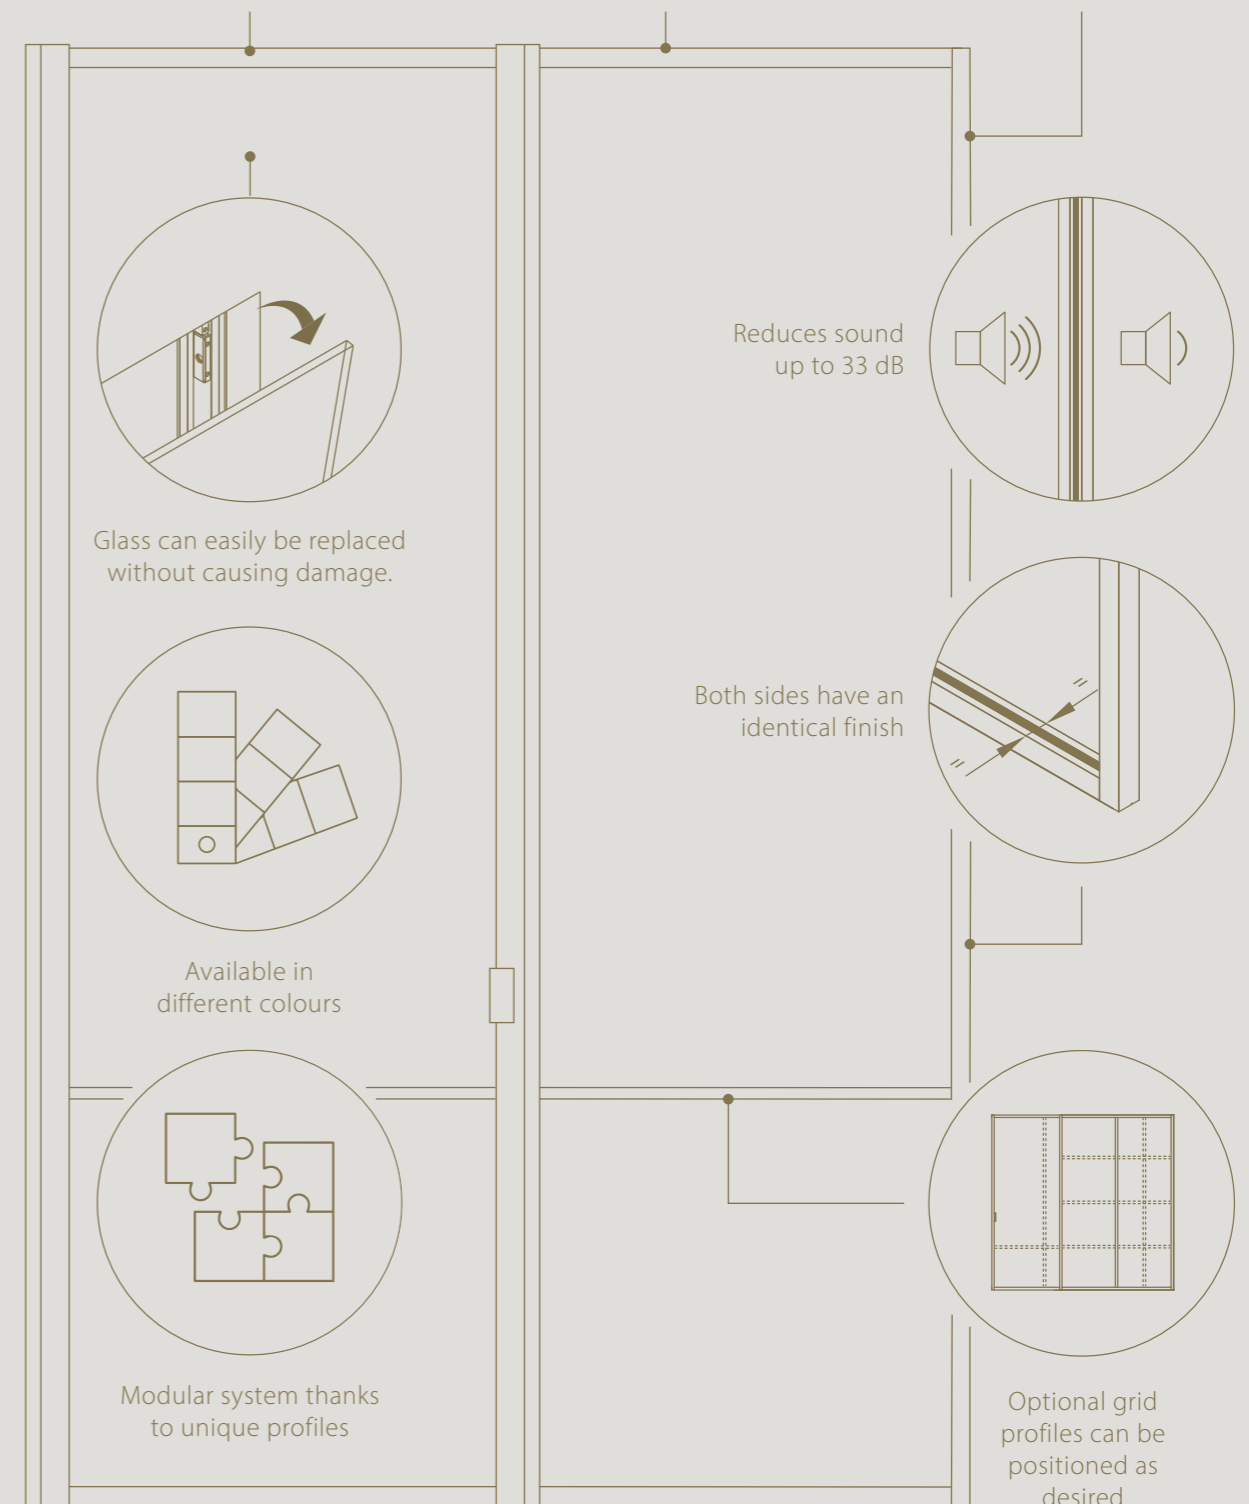 Reduces sound
up to 33 dB
Glass can easily be replaced
without causing damage.
Both sides have an
identical finish
Available in
different colours
Modular system thanks
to unique profiles
Optional grid
profiles can be
positioned as
desired